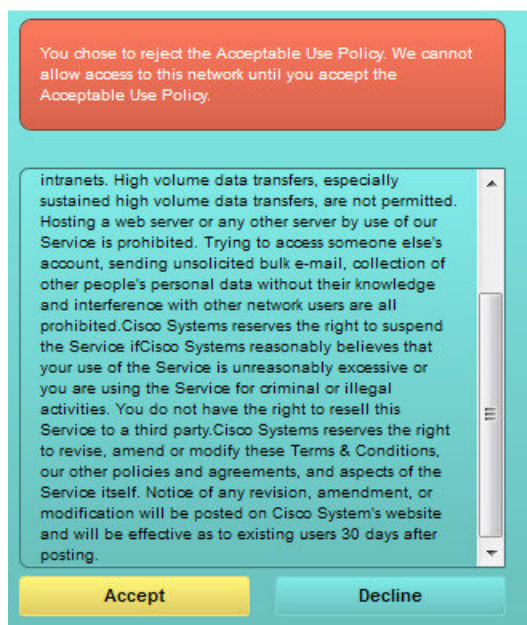 You chose to reject the Acceptable Use Policy. We cannot
allow access to this network until you accept the
Acceptable Use Policy.
intranets. High volume data transfers, especially
sustained high volume data transfers, are not permitted.
Hosting a web server or any other server by use of our
Service is prohibited. Trying to access someone else's
account, sending unsolicited bulk e-mail, collection of
other people's personal data without their knowledge
and interference with other network users are all
prohibited.Cisco Systems reserves the right to suspend
the Service ifCisco Systems reasonably believes that
your use of the Service is unreasonably excessive or
you are using the Service for criminal or illegal
activities. You do not have the right to resell this
Service to a third party.Cisco Systems reserves the right
to revise, amend or modify these Terms & Conditions,
our other policies and agreements, and aspects of the
Service itself. Notice of any revision, amendment, or
modification will be posted on Cisco System's website
and will be effective as to existing users 30 days after
posting.
Accept
Decline